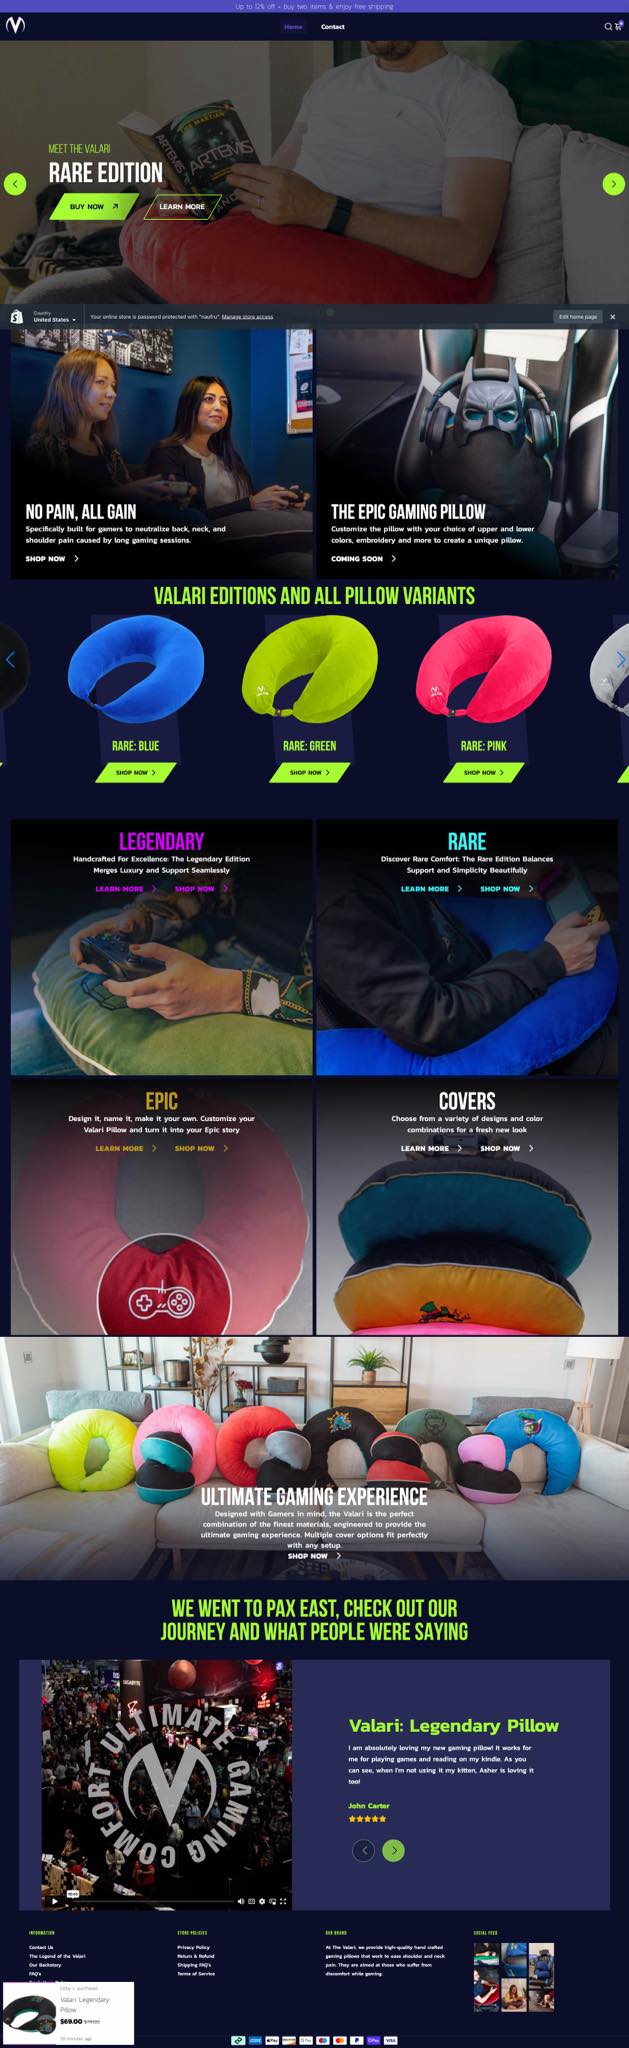 Up to 12% off + buy two items & enjoy free shipping
Home
Contact
THE MARTIAN
ARTEMIS
MEET THE VALARI
RARE EDITION
BUY NOW
LEARN MORE
Country
United States
Your online store is password protected with "naufru". Manage store access
Edit home page
NO PAIN, ALL GAIN
Specifically built for gamers to neutralize back, neck, and
shoulder pain caused by long gaming sessions.
SHOP NOW
THE EPIC GAMING PILLOW
Customize the pillow with your choice of upper and lower
colors, embroidery and more to create a unique pillow.
COMING SOON
VALARI EDITIONS AND ALL PILLOW VARIANTS
RARE: BLUE
RARE: GREEN
RARE: PINK
SHOP NOW
SHOP NOW
SHOP NOW
LEGENDARY
Handcrafted For Excellence: The Legendary Edition
Merges Luxury and Support Seamlessly
LEARN MORE
SHOP NOW
RARE
Discover Rare Comfort: The Rare Edition Balances
Support and Simplicity Beautifully
LEARN MORE
SHOP NOW
EPIC
Design it, name it, make it your own. Customize your
Valari Pillow and turn it into your Epic story
LEARN MORE
SHOP NOW
COVERS
Choose from a variety of designs and color
combinations for a fresh new look
LEARN MORE
SHOP NOW
ULTIMATE GAMING EXPERIENCE
Designed with Gamers in mind, the Valari is the perfect
combination of the finest materials, engineered to provide the
ultimate gaming experience. Multiple cover options fit perfectly
with any setup.
SHOP NOW
WE WENT TO PAX EAST, CHECK OUT OUR
JOURNEY AND WHAT PEOPLE WERE SAYING
GIGABYTE
ULTIMATE GAMING COMFORT
Valari: Legendary Pillow
I am absolutely loving my new gaming pillow! It works for
me for playing games and reading on my kindle. As you
can see, when I'm not using it my kitten, Asher is loving it
too!
John Carter
INFORMATION
Contact Us
The Legend of the Valari
Our Backstory
FAQ's
STORE POLICIES
Privacy Policy
Return & Refund
Shipping FAQ's
Terms of Service
OUR BRAND
At The Valari, we provide high-quality hand crafted
gaming pillows that work to ease shoulder and neck
pain. They are aimed at those who suffer from
discomfort while gaming.
SOCIAL FEED
Libby v. purchased
Valari Legendary
Pillow
$69.00 $79.00
minutes ago
VISA